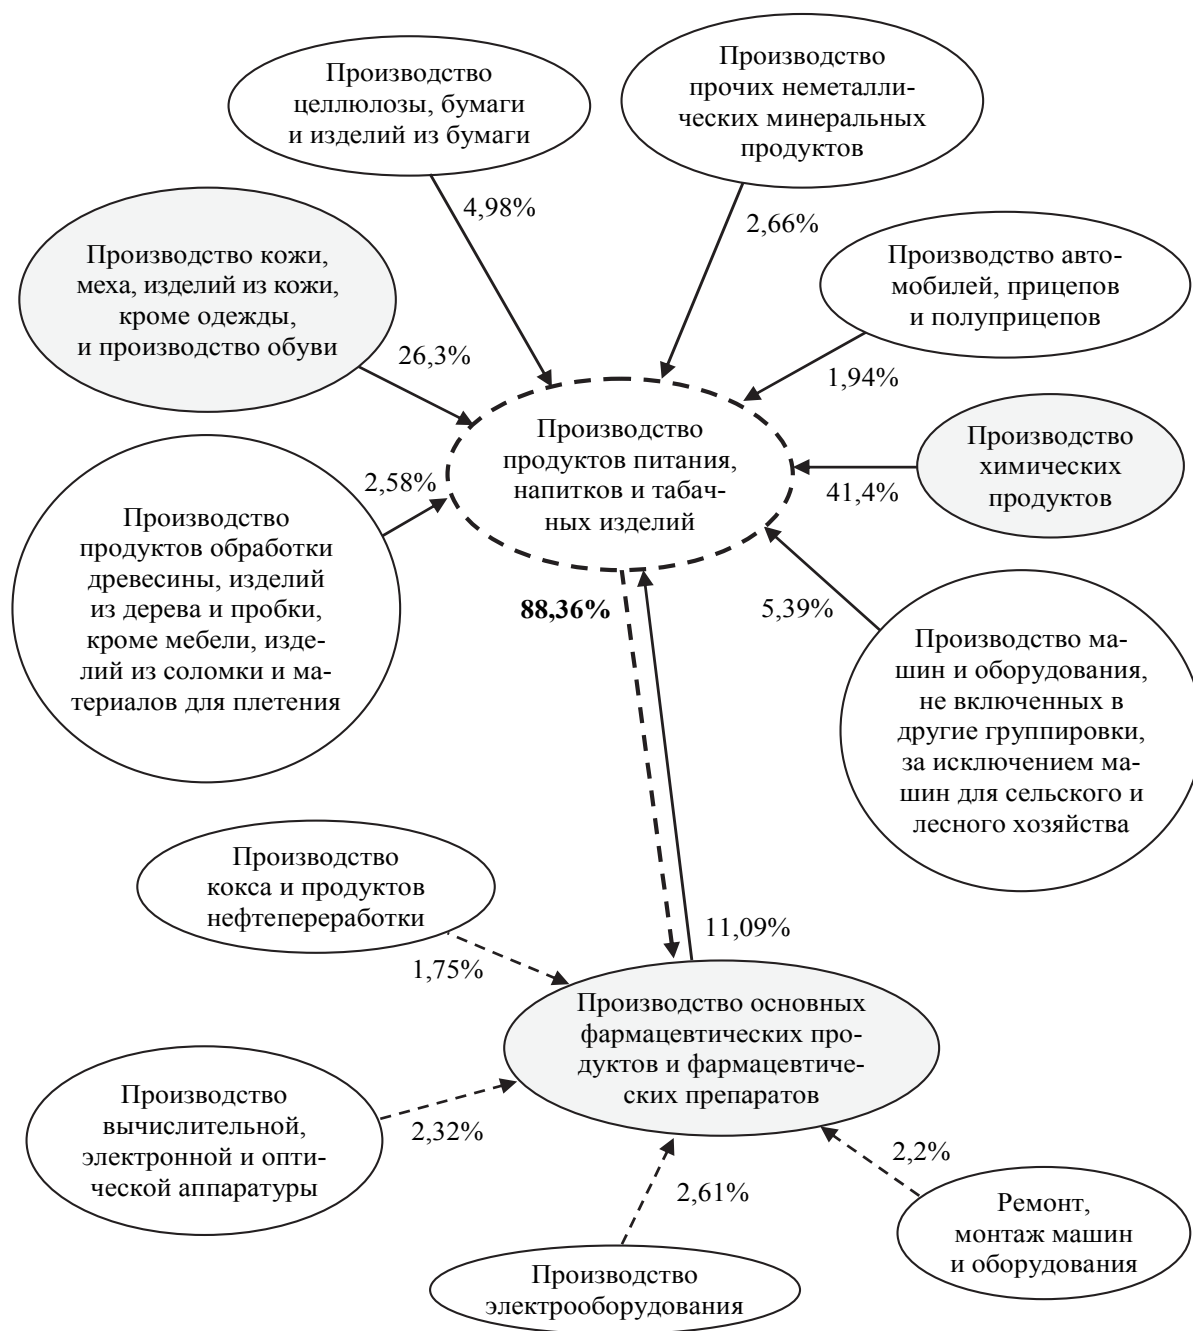 Производство
целлюлозы, бумаги
и изделий из бумаги
Производство
прочих неметалли-
ческих минеральных
продуктов
4,98%
2,66%
Производство кожи,
меха, изделий из кожи,
кроме одежды,
и производство обуви
Производство авто-
мобилей, прицепов
и полуприцепов
26,3%
1,94%
Производство
продуктов питания,
напитков и табач-
ных изделий
Производство
химических
продуктов
41,4%
2,58%
Производство
продуктов обработки
древесины, изделий
из дерева и пробки,
кроме мебели, изде-
лий из соломки и ма-
териалов для плетения
88,36%
5,39%
Производство ма-
шин и оборудования,
не включенных в
другие группировки,
за исключением ма-
шин для сельского и
лесного хозяйства
Производство
кокса и продуктов
нефтепереработки
11,09%
1,75%
Производство основных
фармацевтических про-
дуктов и фармацевтиче-
ских препаратов
Производство
вычислительной,
электронной и опти-
ческой аппаратуры
2,32%
2,61%
2,2%
Ремонт,
монтаж машин
и оборудования
Производство
электрооборудования